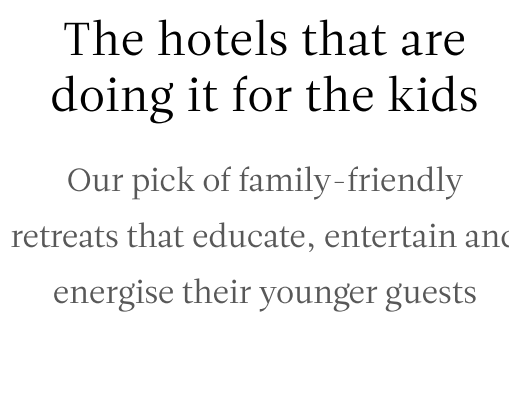 The hotels that are
doing it for the kids
Our pick of family-friendly
retreats that educate, entertain and
energise their younger guests